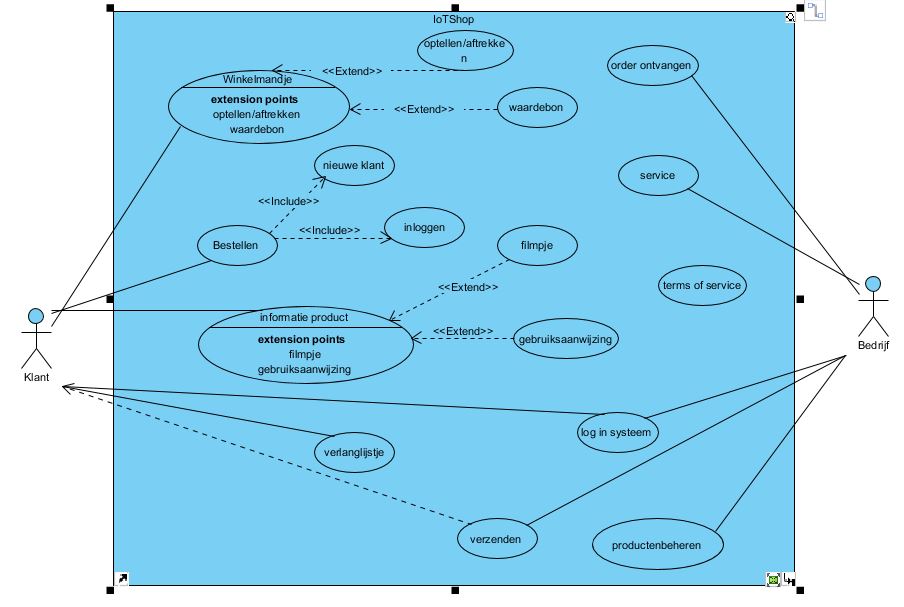 IoTShop
optellen/aftrekke
n
order ontvangen
<<Extend>>
Winkelmandje
extension points
optellen/aftrekken
waardebon
<<Extend>>
waardebon
nieuwe klant
service
<<Include>>
<<Include>>
inloggen
Bestellen
filmpje
<<Extend>>
terms of service
informatie product
extension points
filmpje
gebruiksaanwijzing
<<Extend>>
gebruiksaanwijzing
Bedrijf
Klant
log in systeem
verlanglijstje
verzenden
productenbeheren